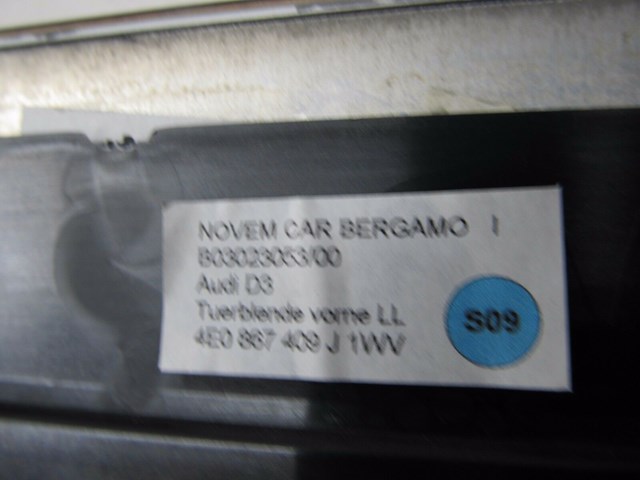 NOVEM CAR BERGAMO I
B03023053/00
Audi D3
Tuerblende vorne LL
4E0 867 409 J 1WV
S09